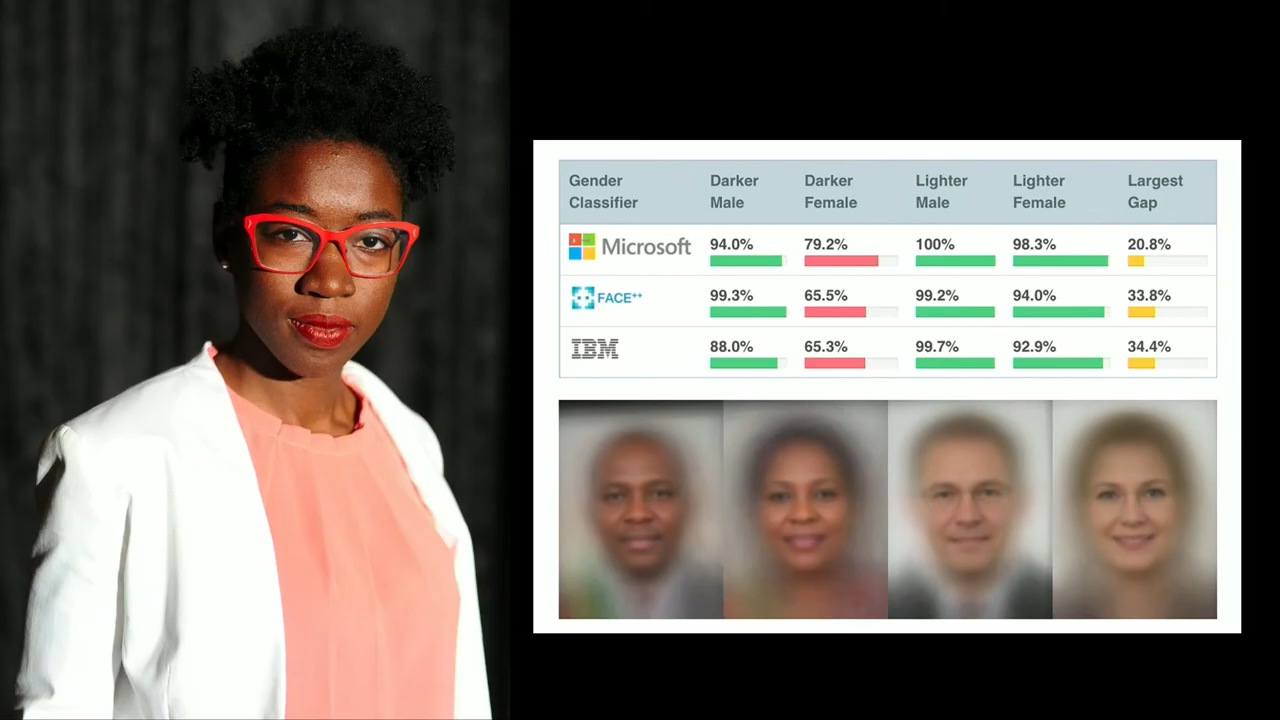 Gender Classifier Darker Male Darker Female Lighter Male Lighter Female Largest Gap
Microsoft 94.0% 79.2% 100% 98.3% 20.8%
FACE++ 99.3% 65.5% 99.2% 94.0% 33.8%
IBM 88.0% 65.3% 99.7% 92.9% 34.4%